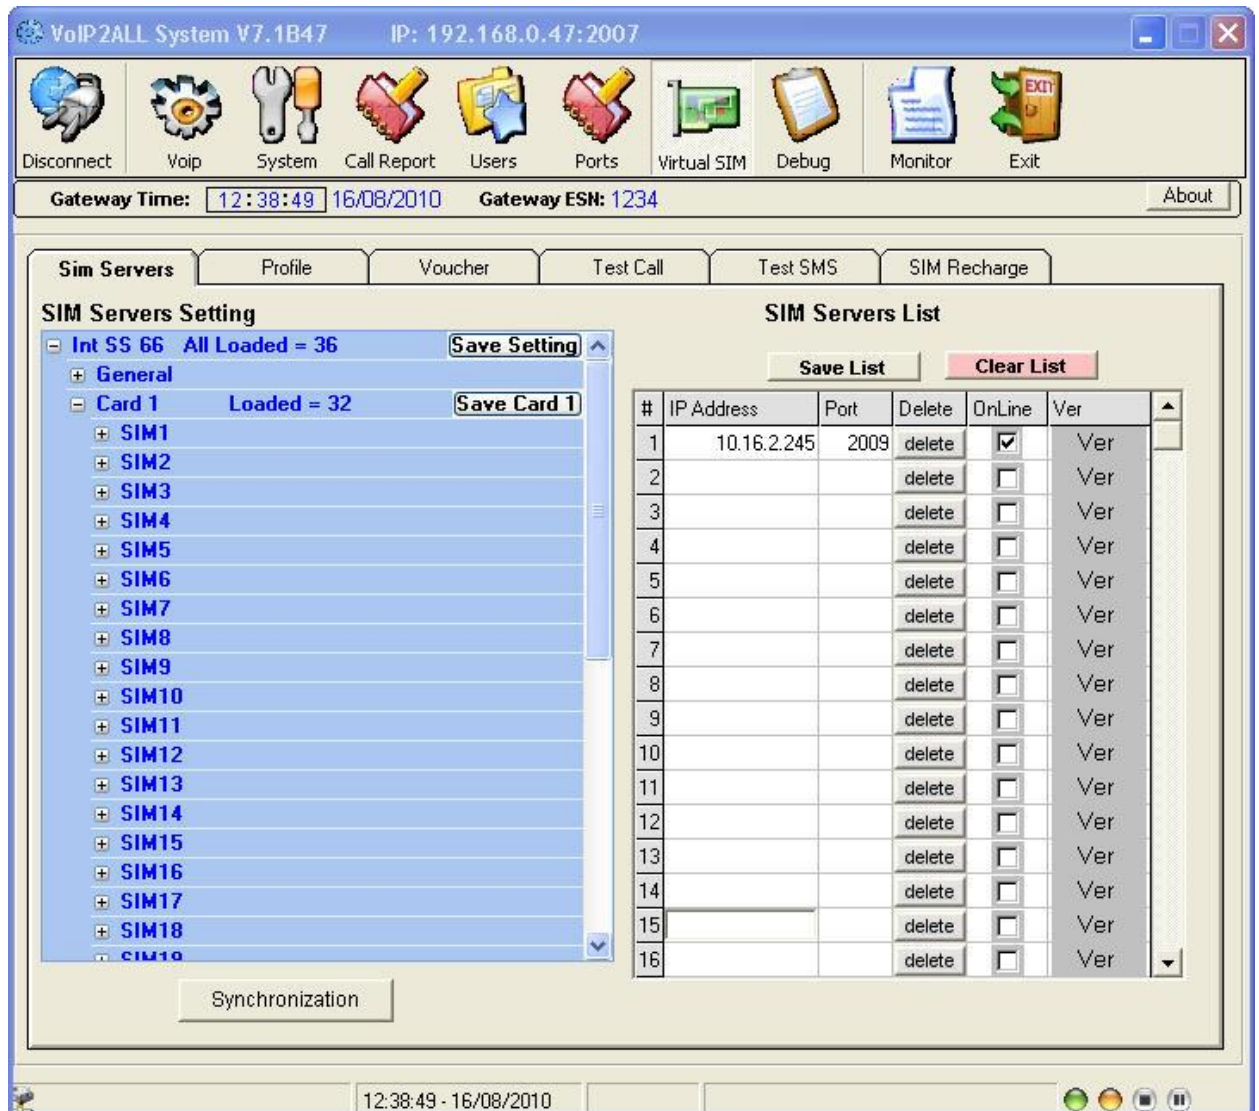 VoIP2ALL System V7.1B47 IP: 192.168.0.47:2007
Disconnect Voip System Call Report Users Ports Virtual SIM Debug Monitor Exit
Gateway Time: 12:38:49 16/08/2010 Gateway ESN: 1234 About
Sim Servers Profile Voucher Test Call Test SMS SIM Recharge
SIM Servers Setting
Int SS 66 All Loaded = 36 Save Setting
General
Card 1 Loaded = 32 Save Card 1
SIM1
SIM2
SIM3
SIM4
SIM5
SIM6
SIM7
SIM8
SIM9
SIM10
SIM11
SIM12
SIM13
SIM14
SIM15
SIM16
SIM17
SIM18
SIM19
Synchronization
SIM Servers List
Save List Clear List
# IP Address Port Delete OnLine Ver
1 10.16.2.245 2009 delete Ver
2 delete Ver
3 delete Ver
4 delete Ver
5 delete Ver
6 delete Ver
7 delete Ver
8 delete Ver
9 delete Ver
10 delete Ver
11 delete Ver
12 delete Ver
13 delete Ver
14 delete Ver
15 delete Ver
16 delete Ver
12:38:49 - 16/08/2010